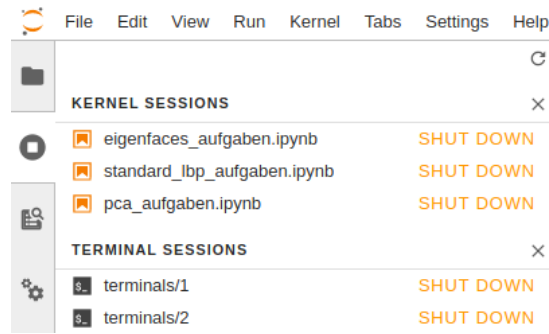 File Edit View Run Kernel Tabs Settings Help
KERNEL SESSIONS
eigenfaces_aufgaben.ipynb SHUT DOWN
standard_lbp_aufgaben.ipynb SHUT DOWN
pca_aufgaben.ipynb SHUT DOWN
TERMINAL SESSIONS
terminals/1 SHUT DOWN
terminals/2 SHUT DOWN